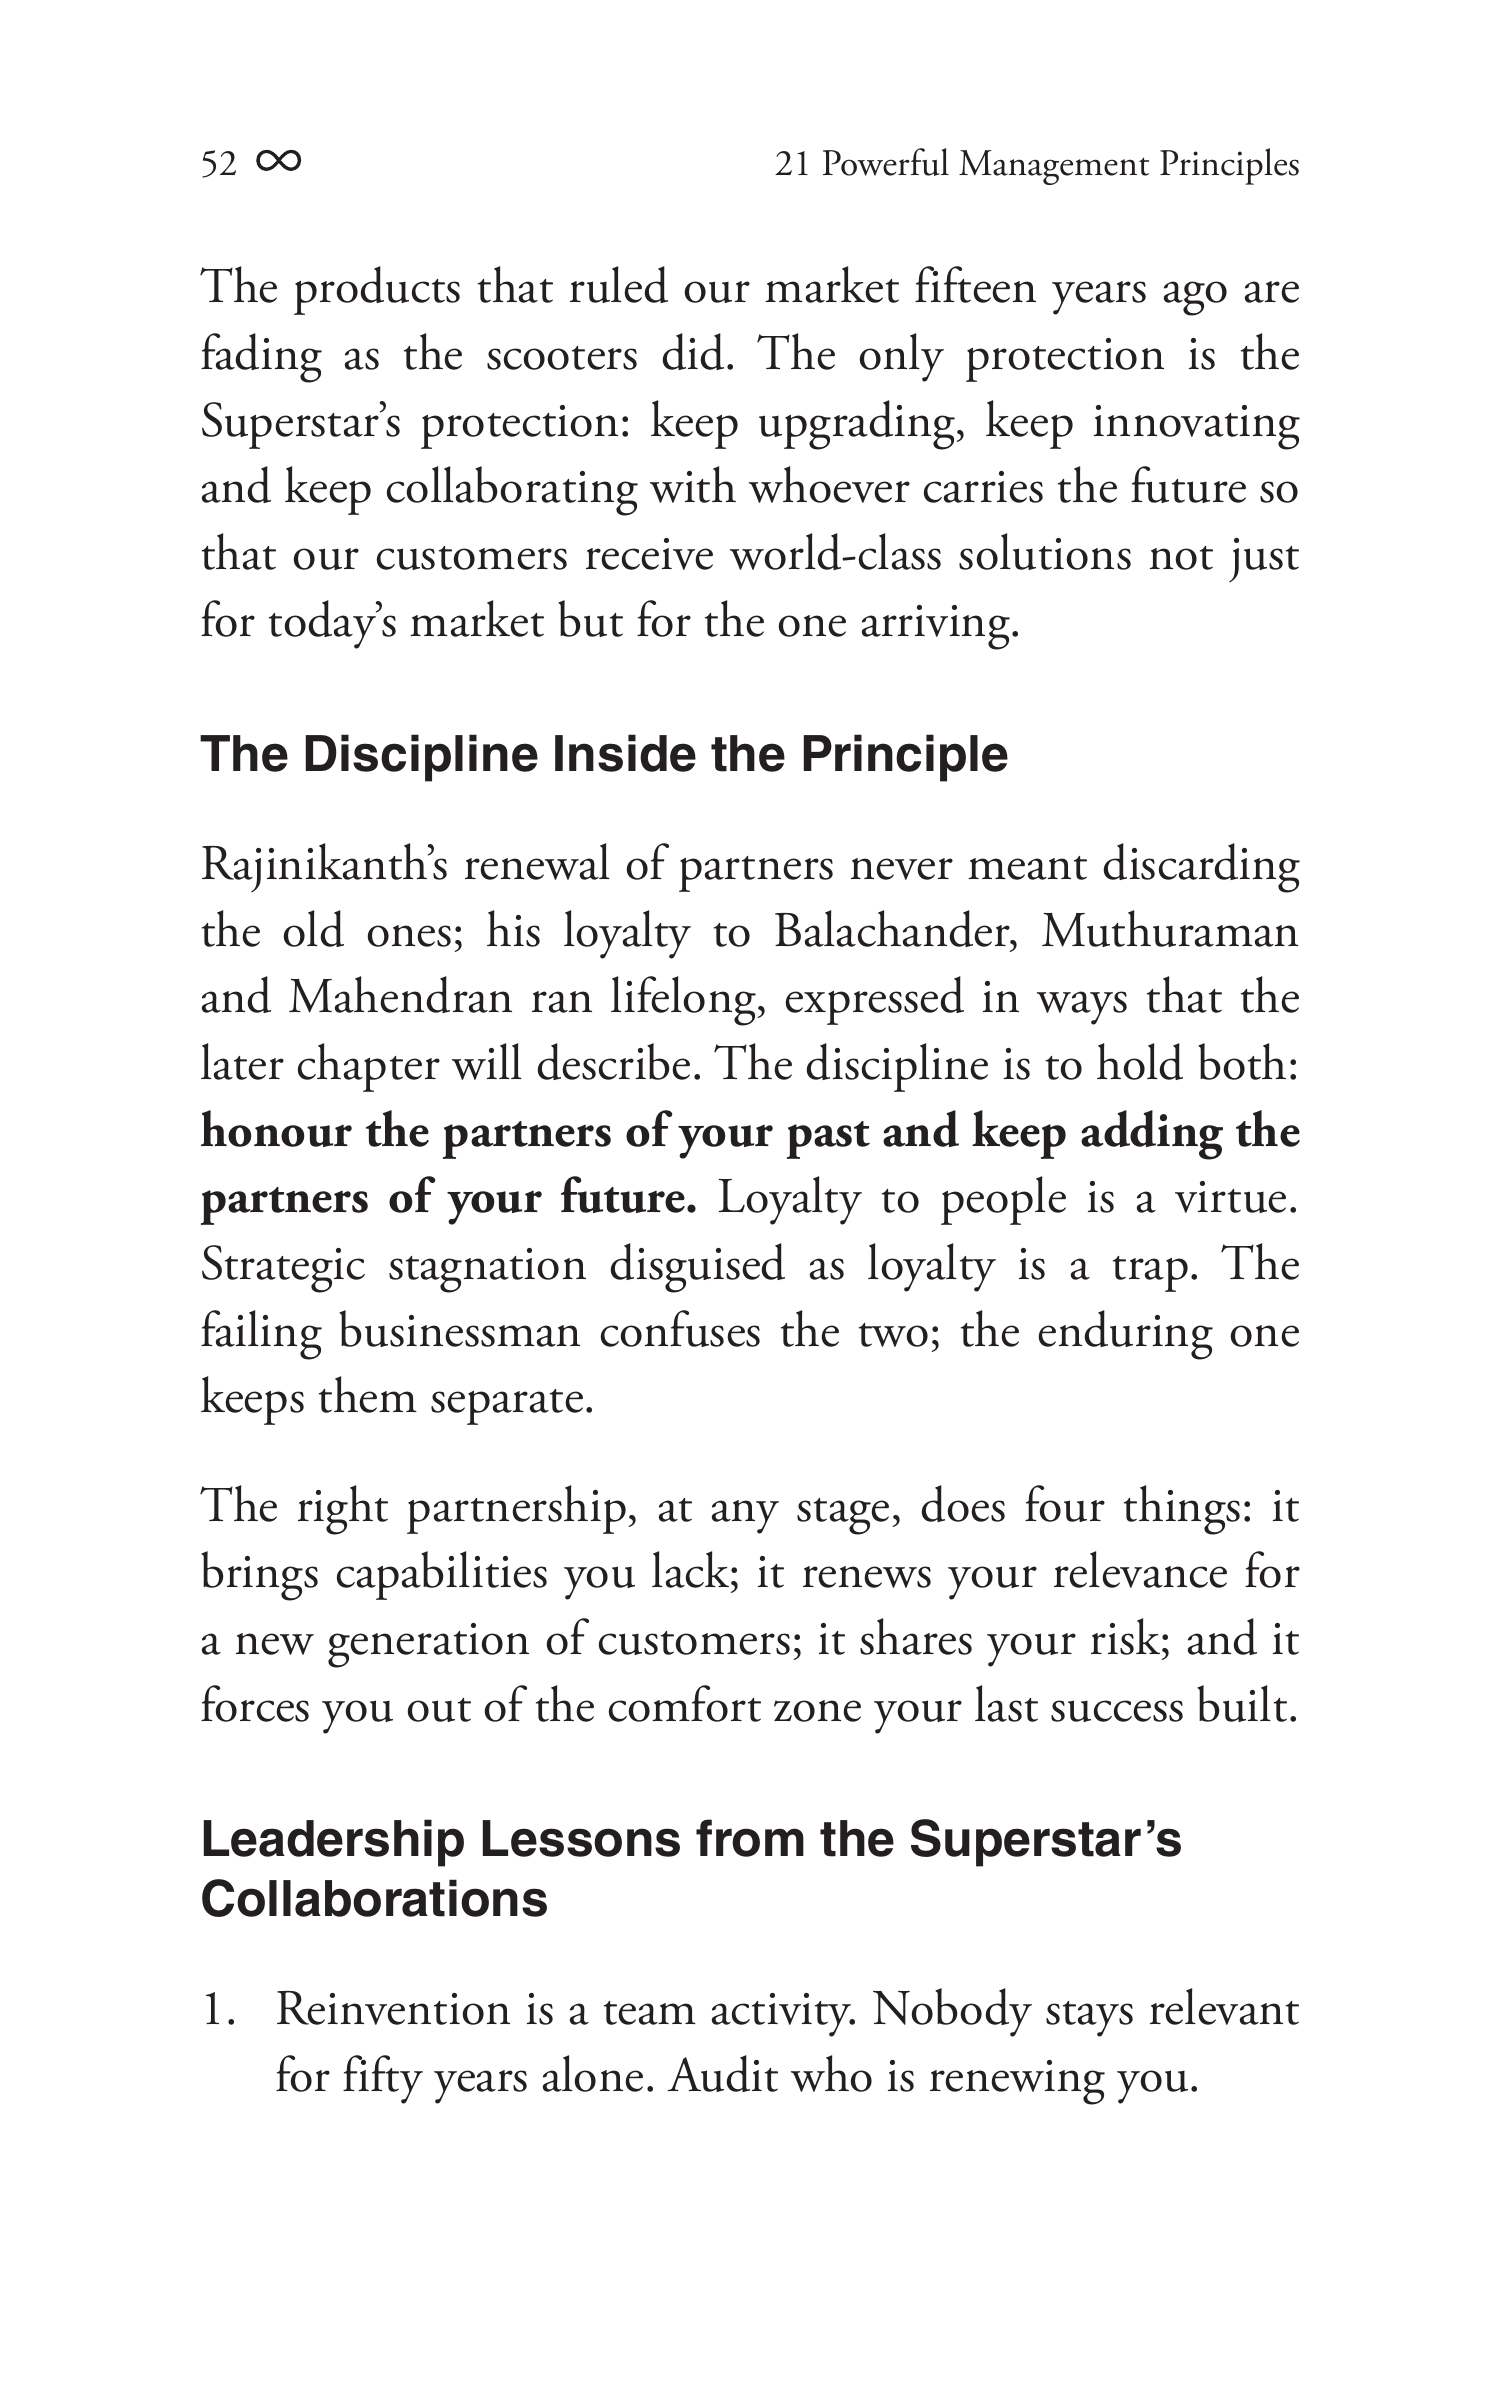 52 ∞ 21 Powerful Management Principles
The products that ruled our market fifteen years ago are
fading as the scooters did. The only protection is the
Superstar’s protection: keep upgrading, keep innovating
and keep collaborating with whoever carries the future so
that our customers receive world-class solutions not just
for today’s market but for the one arriving.
The Discipline Inside the Principle
Rajinikanth’s renewal of partners never meant discarding
the old ones; his loyalty to Balachander, Muthuraman
and Mahendran ran lifelong, expressed in ways that the
later chapter will describe. The discipline is to hold both:
honour the partners of your past and keep adding the
partners of your future. Loyalty to people is a virtue.
Strategic stagnation disguised as loyalty is a trap. The
failing businessman confuses the two; the enduring one
keeps them separate.
The right partnership, at any stage, does four things: it
brings capabilities you lack; it renews your relevance for
a new generation of customers; it shares your risk; and it
forces you out of the comfort zone your last success built.
Leadership Lessons from the Superstar’s
Collaborations
1. Reinvention is a team activity. Nobody stays relevant
for fifty years alone. Audit who is renewing you.